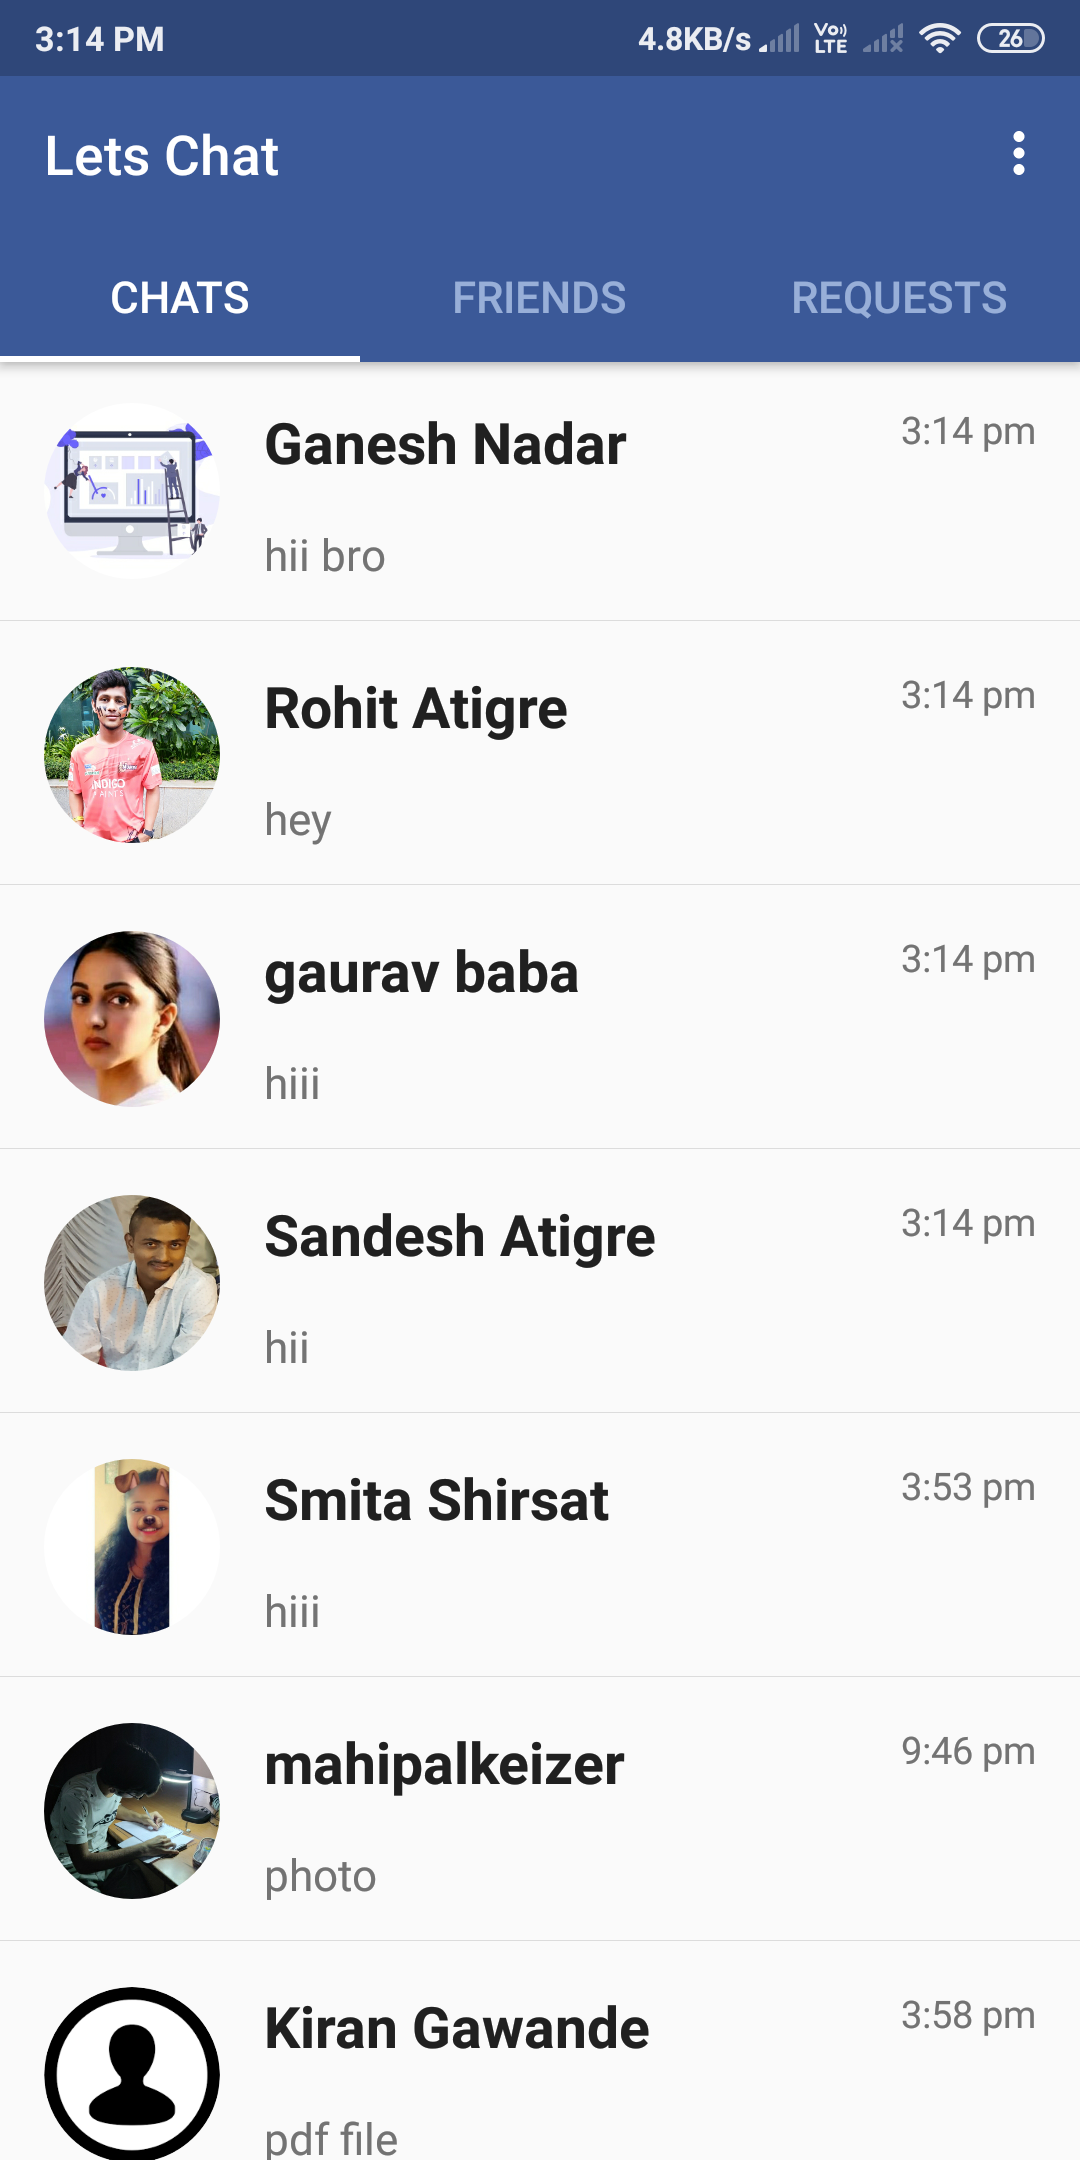 3:14 PM 4.8KB/s Vo) LTE 26
Lets Chat
CHATS FRIENDS REQUESTS
Ganesh Nadar 3:14 pm
hii bro
Rohit Atigre 3:14 pm
INDIGO
PAINTS
hey
gaurav baba 3:14 pm
hiii
Sandesh Atigre 3:14 pm
hii
Smita Shirsat 3:53 pm
hiii
mahipalkeizer 9:46 pm
photo
Kiran Gawande 3:58 pm
pdf file